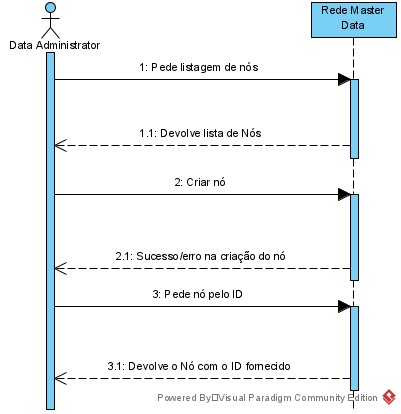 Rede Master
Data
Data Administrator
1: Pede listagem de nós
1.1: Devolve lista de Nós
2: Criar nó
2.1: Sucesso/erro na criação do nó
3: Pede nó pelo ID
3.1: Devolve o Nó com o ID fornecido
Powered By Visual Paradigm Community Edition